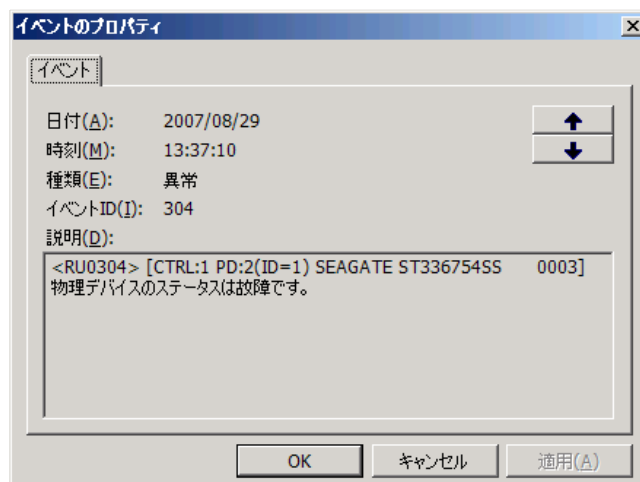 イベントのプロパティ
イベント
日付(A): 2007/08/29
時刻(M): 13:37:10
種類(E): 異常
イベントID(I): 304
説明(D):
<RU0304> [CTRL:1 PD:2(ID=1) SEAGATE ST336754SS 0003]
物理デバイスのステータスは故障です。
OK キャンセル 適用(A)